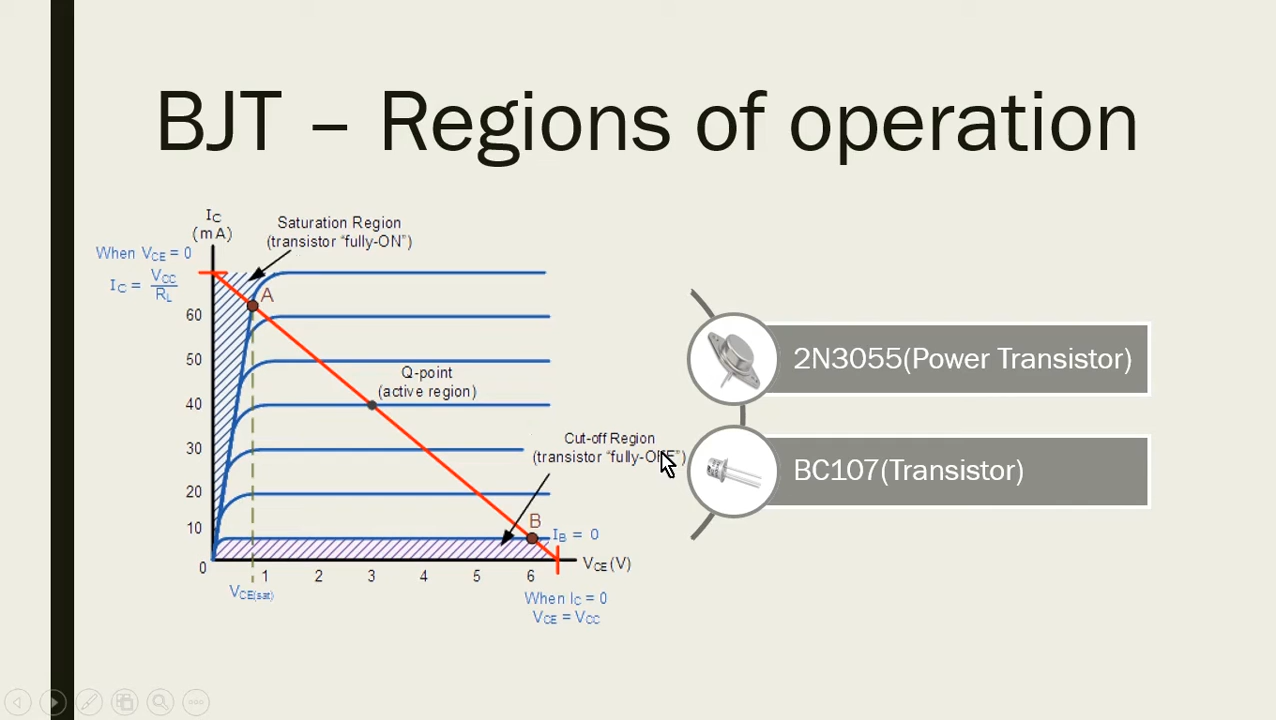 BJT – Regions of operation
I_C
(mA)
Saturation Region
(transistor “fully-ON”)
When V_CE = 0
I_C = V_CC
R_L
A
60
50
40
30
20
10
0
Q-point
(active region)
Cut-off Region
(transistor “fully-OFF”)
B
I_B = 0
V_CE (V)
1 2 3 4 5 6
V_CE(sat)
When I_C = 0
V_CE = V_CC
2N3055(Power Transistor)
BC107(Transistor)